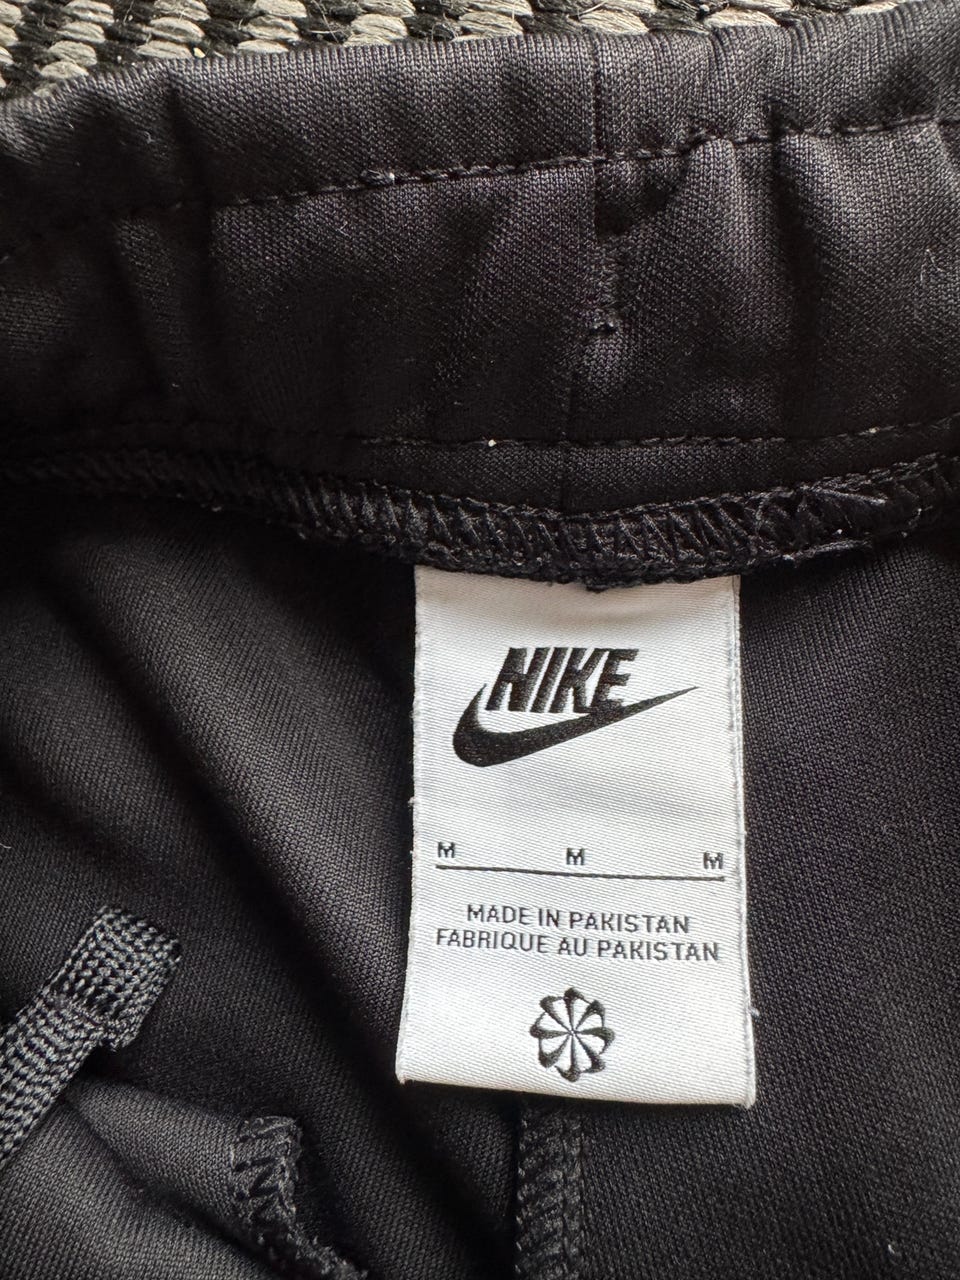 NIKE
M M M
MADE IN PAKISTAN
FABRIQUE AU PAKISTAN